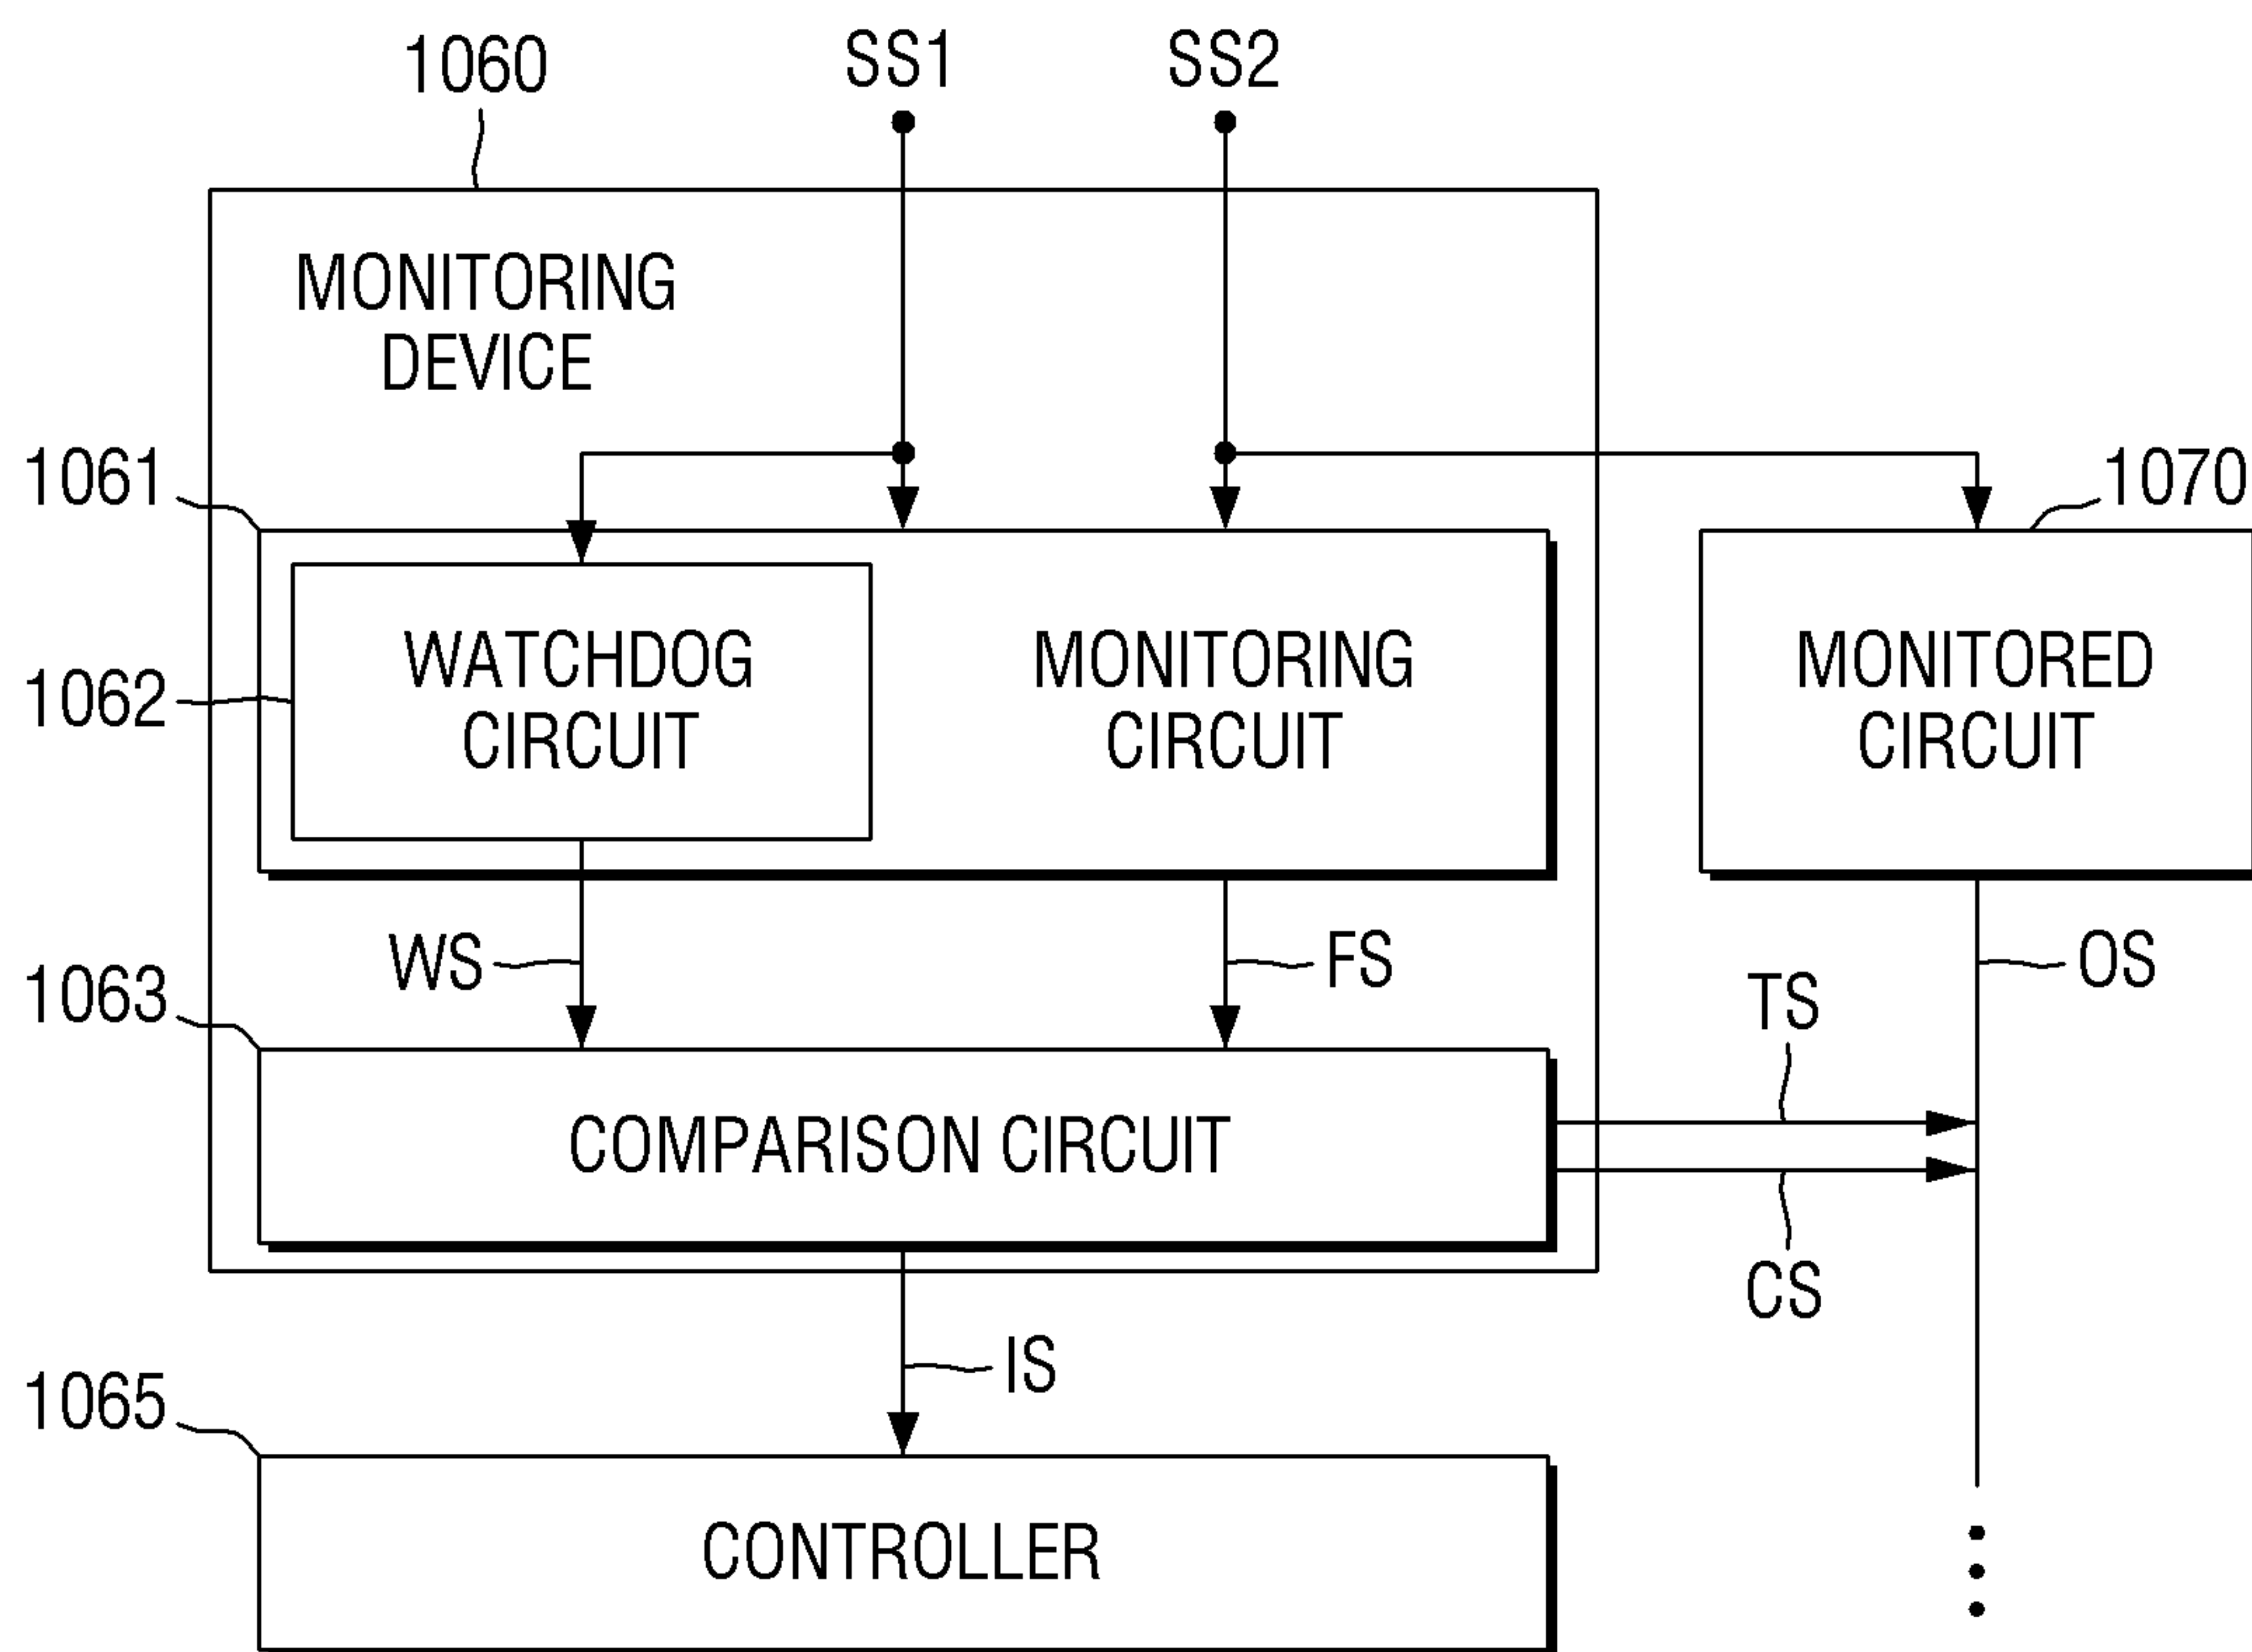 1060
SS1
SS2
MONITORING
DEVICE
1061
1070
WATCHDOG
CIRCUIT
MONITORING
CIRCUIT
MONITORED
CIRCUIT
1062
WS
FS
OS
1063
TS
COMPARISON CIRCUIT
CS
IS
1065
CONTROLLER